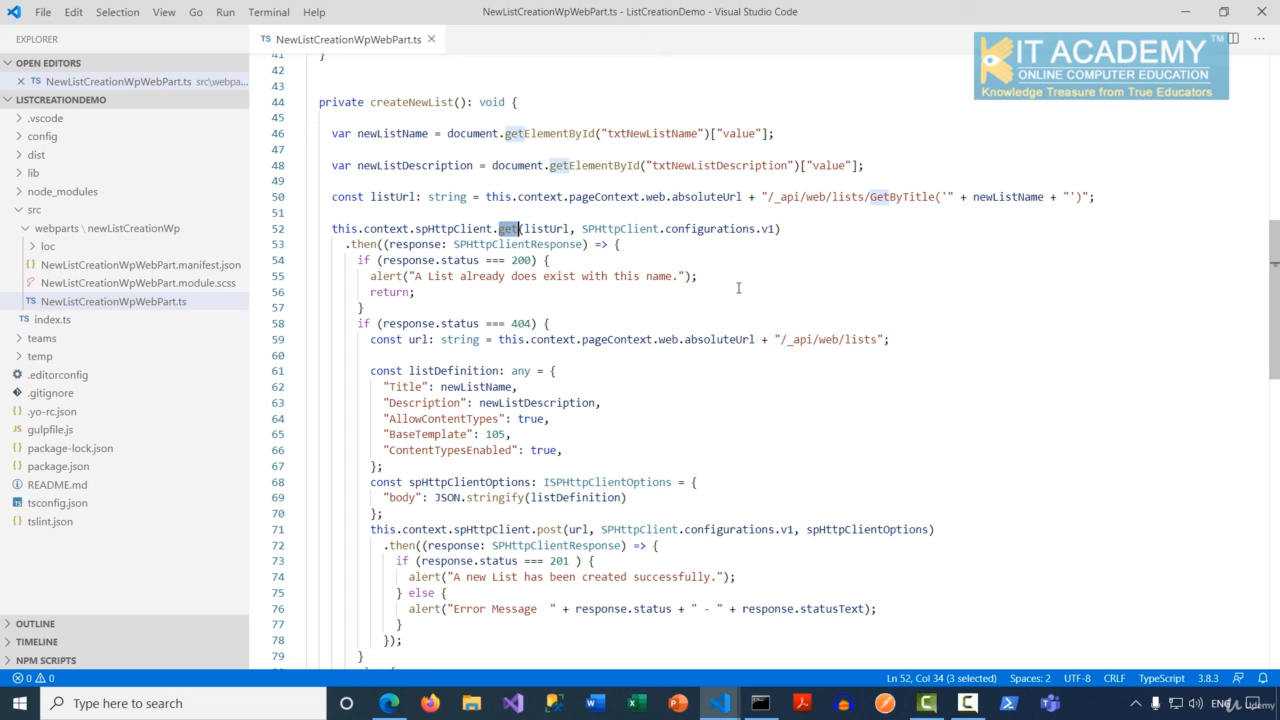 File Edit Selection View Go Run Terminal Help NewListCreationWpWebPart.ts - ListCreationDemo - Visual Studio Code
EXPLORER
OPEN EDITORS
NewListCreationWpWebPart.ts src\webpa...
LISTCREATIONDEMO
.vscode
config
dist
lib
node_modules
src
webparts \ newListCreationWp
loc
NewListCreationWpWebPart.manifest.json
NewListCreationWpWebPart.module.scss
TS NewListCreationWpWebPart.ts
TS index.ts
teams
temp
.editorconfig
.gitignore
.yo-rc.json
gulpfile.js
package-lock.json
package.json
README.md
tsconfig.json
tslint.json
OUTLINE
TIMELINE
NPM SCRIPTS
TS NewListCreationWpWebPart.ts
KIT ACADEMY TM
ONLINE COMPUTER EDUCATION
Knowledge Treasure from True Educators
41 }
42
43
44 private createNewList(): void {
45
46 var newListName = document.getElementById("txtNewListName")["value"];
47
48 var newListDescription = document.getElementById("txtNewListDescription")["value"];
49
50 const listUrl: string = this.context.pageContext.web.absoluteUrl + "/_api/web/lists/GetByTitle('" + newListName + "')";
51
52 this.context.spHttpClient.get(listUrl, SPHttpClient.configurations.v1)
53 .then((response: SPHttpClientResponse) => {
54 if (response.status === 200) {
55 alert("A List already does exist with this name.");
56 return;
57 }
58 if (response.status === 404) {
59 const url: string = this.context.pageContext.web.absoluteUrl + "/_api/web/lists";
60
61 const listDefinition: any = {
62 "Title": newListName,
63 "Description": newListDescription,
64 "AllowContentTypes": true,
65 "BaseTemplate": 105,
66 "ContentTypesEnabled": true,
67 };
68 const spHttpClientOptions: ISPHttpClientOptions = {
69 "body": JSON.stringify(listDefinition)
70 };
71 this.context.spHttpClient.post(url, SPHttpClient.configurations.v1, spHttpClientOptions)
72 .then((response: SPHttpClientResponse) => {
73 if (response.status === 201 ) {
74 alert("A new List has been created successfully.");
75 } else {
76 alert("Error Message " + response.status + " - " + response.statusText);
77 }
78 });
79 }
0 0 Ln 52, Col 34 (3 selected) Spaces: 2 UTF-8 CRLF TypeScript 3.8.3
Type here to search ENG Udemy